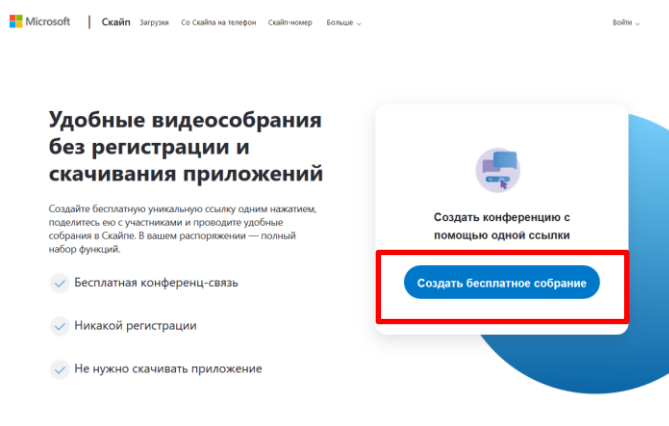 Microsoft | Скайп Загрузки Со Скайпа на телефон Скайп-номер Больше Войти
Удобные видеособрания
без регистрации и
скачивания приложений
Создайте бесплатную уникальную ссылку одним нажатием,
поделитесь ею с участниками и проводите удобные
собрания в Скайпе. В вашем распоряжении — полный
набор функций.
Бесплатная конференц-связь
Никакой регистрации
Не нужно скачивать приложение
Создать конференцию с
помощью одной ссылки
Создать бесплатное собрание